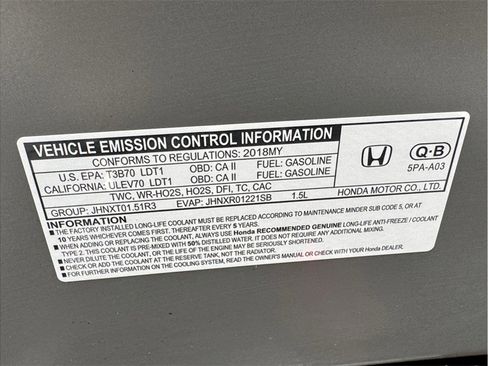 VEHICLE EMISSION CONTROL INFORMATION
CONFORMS TO REGULATIONS: 2018MY
U.S. EPA: T3B70 LDT1 OBD: CA II FUEL: GASOLINE
CALIFORNIA: ULEV70 LDT1 OBD: CA II FUEL: GASOLINE
TWC, WR-HO2S, HO2S, DFI, TC, CAC
GROUP: JHNXT01.51R3 EVAP: JHNXR01221SB 1.5L
Q·B
5PA-A03
HONDA MOTOR CO., LTD.
IMPORTANT
■ THE FACTORY INSTALLED LONG-LIFE COOLANT MUST BE REPLACED ACCORDING TO MAINTENANCE MINDER SUB CODE 5, OR AT
10 YEARS WHICHEVER COMES FIRST. THEREAFTER EVERY 5 YEARS.
■ WHEN ADDING OR REPLACING THE COOLANT, ALWAYS USE Honda RECOMMENDED GENUINE LONG-LIFE ANTI-FREEZE / COOLANT
TYPE 2. THIS COOLANT IS PRE-MIXED WITH 50% DISTILLED WATER, AND DOES NOT REQUIRE ANY ADDITIONAL MIXING.
■ UNLESS DONE, CORROSION OR THE LIFE OF THE ENGINE MAY BE SERIOUSLY AFFECTED.
■ CHECK OR ADD THE COOLANT AT THE RESERVE TANK, NOT THE RADIATOR.
■ FOR FURTHER INFORMATION ON THE COOLING SYSTEM, READ THE OWNER'S MANUAL OR CHECK WITH YOUR Honda DEALER.